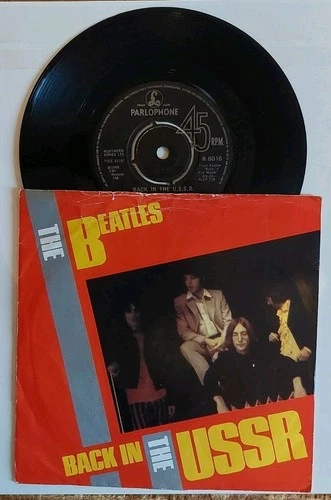 PARLOPHONE
45
RPM
R 6016
BACK IN THE U.S.S.R.
THE
BEATLES
BACK IN
THE
USSR